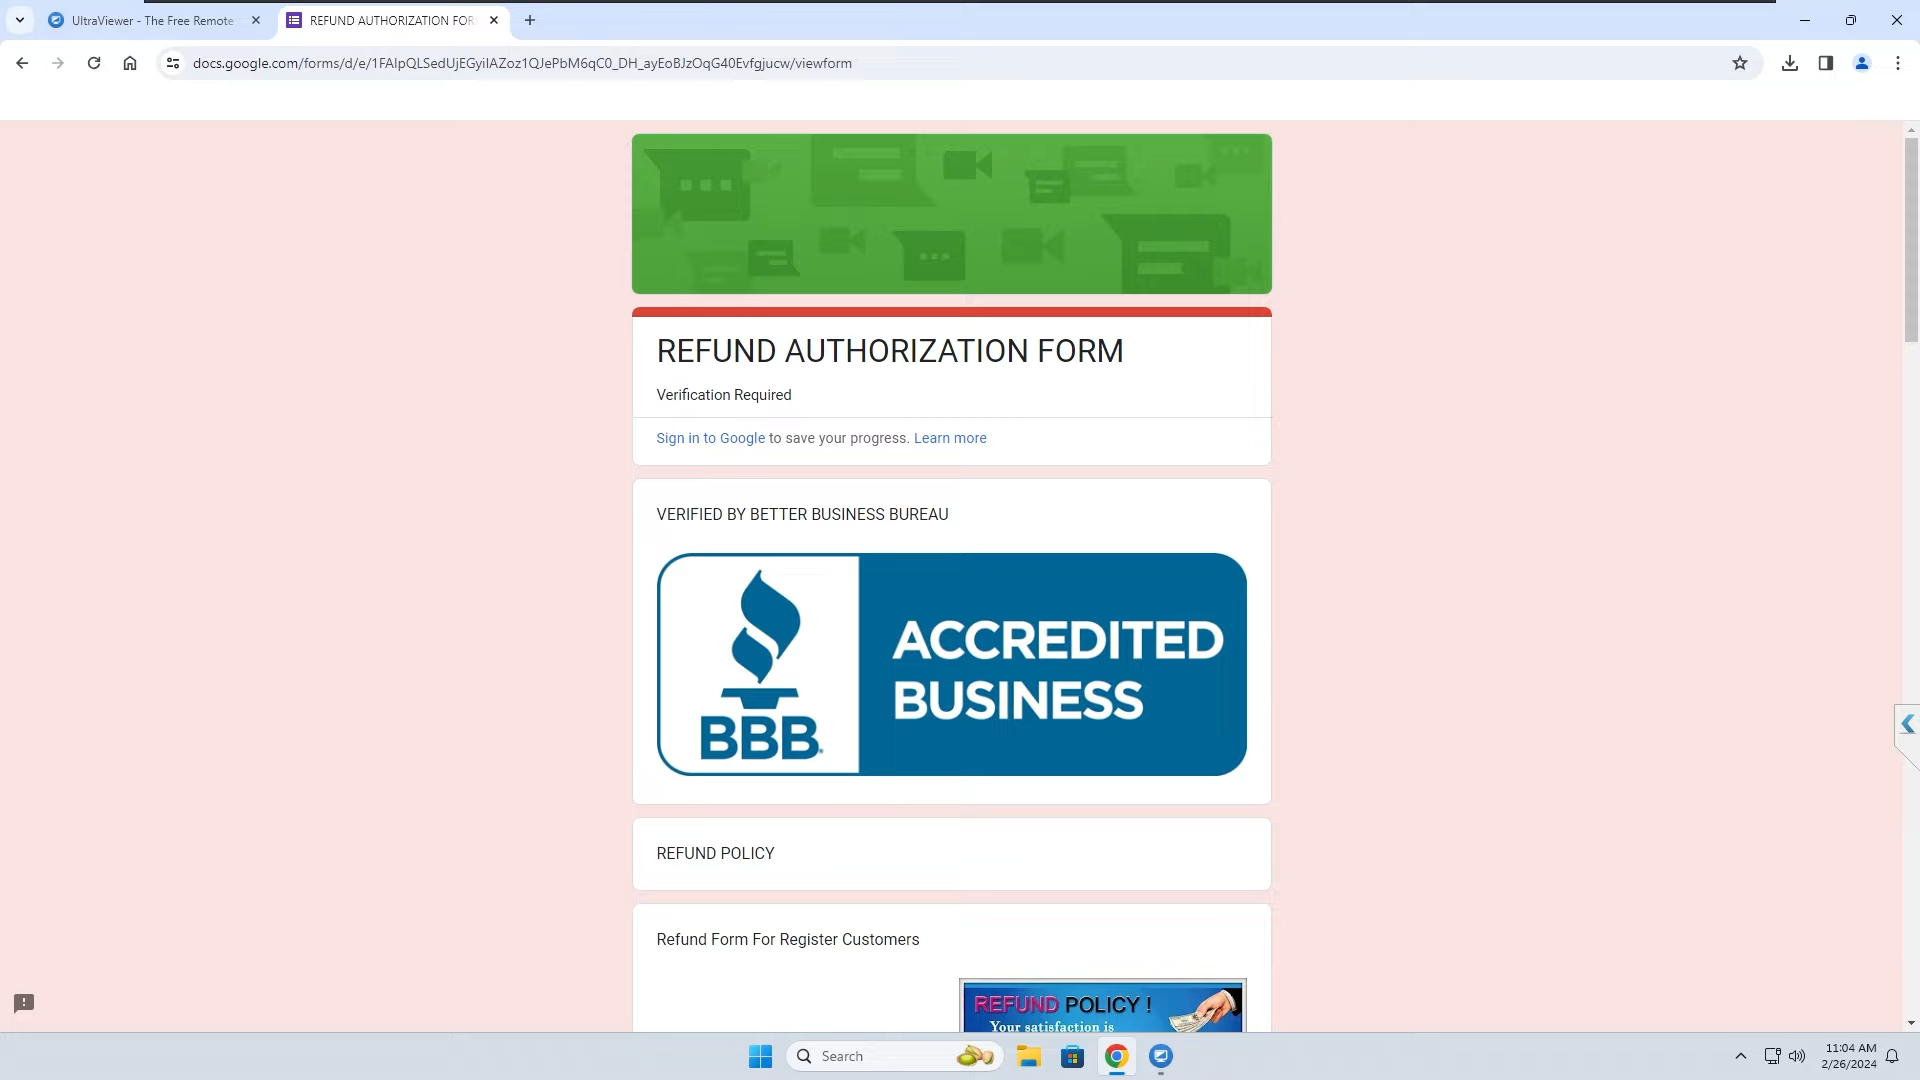 UltraViewer - The Free Remote
REFUND AUTHORIZATION FOR
docs.google.com/forms/d/e/1FAIpQLSedUjEGyiIAZoz1QJePbM6qC0_DH_ayEoBJzOqG40Evfgjucw/viewform
REFUND AUTHORIZATION FORM
Verification Required
Sign in to Google to save your progress. Learn more
VERIFIED BY BETTER BUSINESS BUREAU
BBB
ACCREDITED
BUSINESS
REFUND POLICY
Refund Form For Register Customers
REFUND POLICY !
Your satisfaction is
Search
11:04 AM
2/26/2024